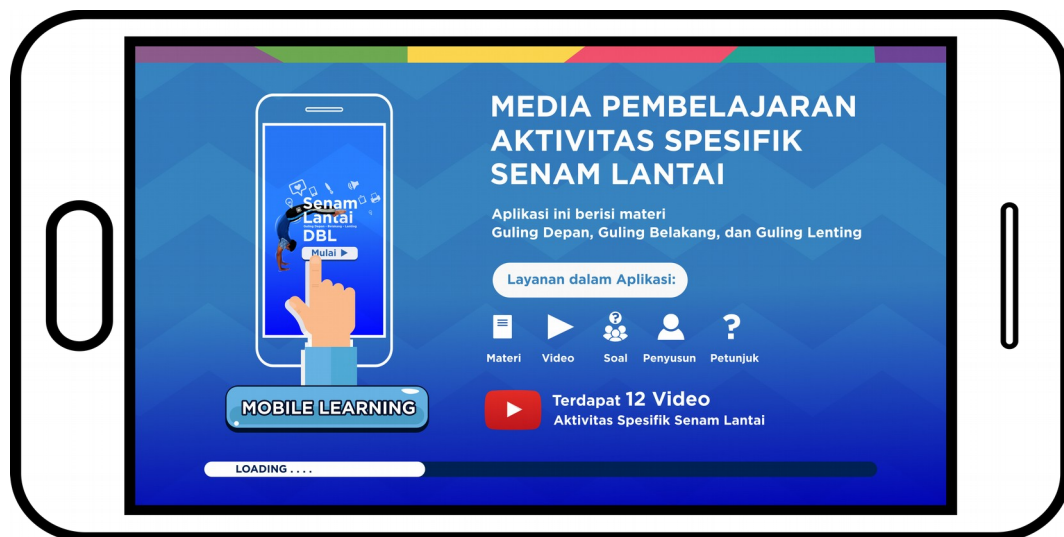 MEDIA PEMBELAJARAN
AKTIVITAS SPESIFIK
SENAM LANTAI
Aplikasi ini berisi materi
Guling Depan, Guling Belakang, dan Guling Lenting
Layanan dalam Aplikasi:
Materi Video Soal Penyusun Petunjuk
Terdapat 12 Video
Aktivitas Spesifik Senam Lantai
Senam
Lantai
DBL
Mulai
MOBILE LEARNING
LOADING . . . .